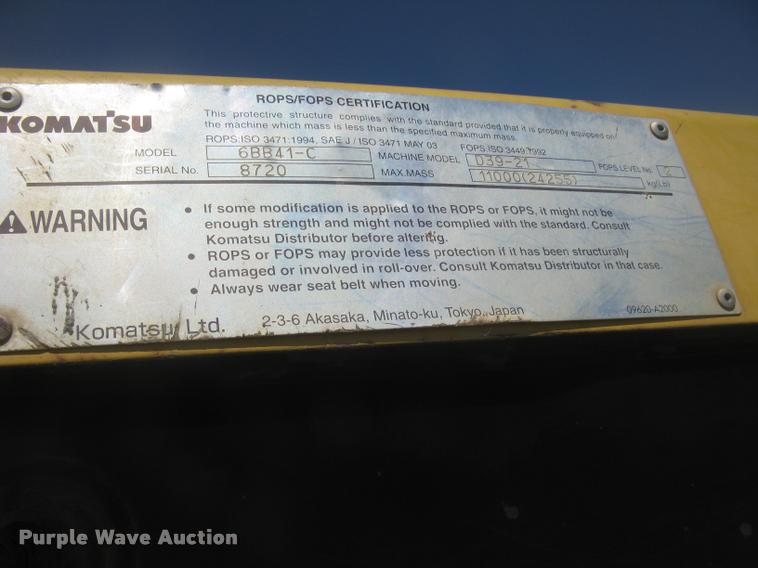 ROPS/FOPS CERTIFICATION
KOMATSU
This protective structure complies with the standard provided that it is properly equipped on
the machine which mass is less than the specified maximum mass.
ROPS:ISO 3471:1994, SAE J / ISO 3471 MAY 03 FOPS:ISO 3449:1992
MODEL 6BB41-C MACHINE MODEL D39-21 FOPS LEVEL No. 2
SERIAL No. 8720 MAX.MASS 11000(24255) kg(Lb)
WARNING
• If some modification is applied to the ROPS or FOPS, it might not be
enough strength and might not be complied with the standard. Consult
Komatsu Distributor before altering.
• ROPS or FOPS may provide less protection if it has been structurally
damaged or involved in roll-over. Consult Komatsu Distributor in that case.
• Always wear seat belt when moving.
Komatsu Ltd. 2-3-6 Akasaka, Minato-ku, Tokyo, Japan 09620-A2000
Purple Wave Auction